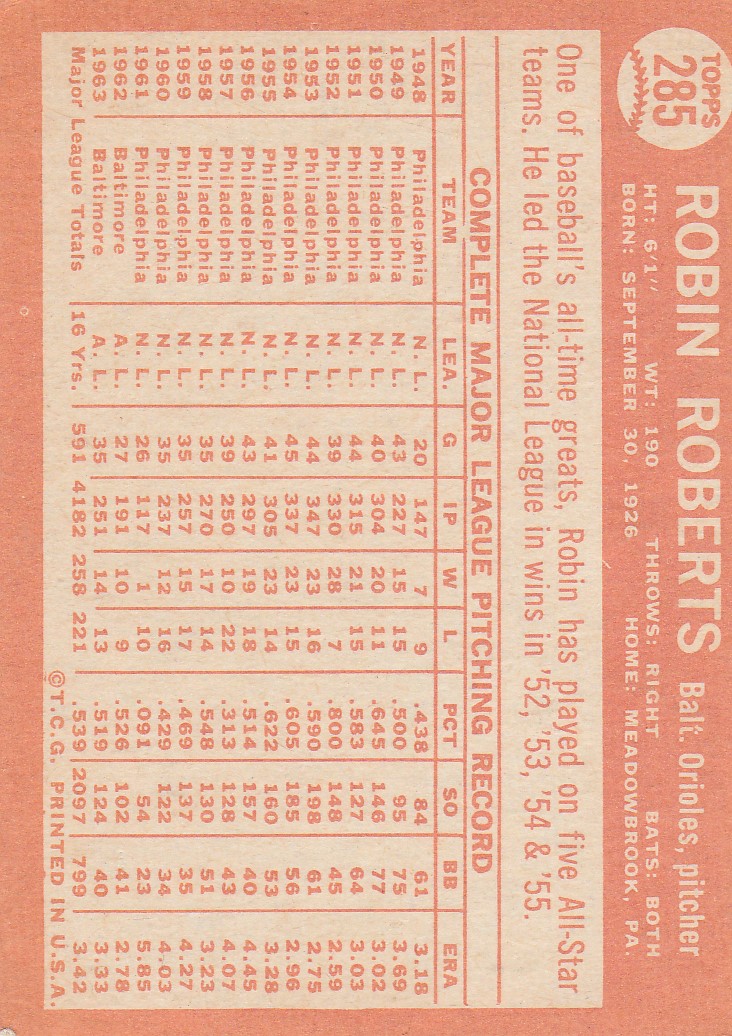 TOPPS
285
ROBIN ROBERTS Balt. Orioles, pitcher
HT: 6'1" WT: 190 THROWS: RIGHT BATS: BOTH
BORN: SEPTEMBER 30, 1926 HOME: MEADOWBROOK, PA.
One of baseball's all-time greats, Robin has played on five All-Star
teams. He led the National League in wins in '52, '53, '54 & '55.
COMPLETE MAJOR LEAGUE PITCHING RECORD
YEAR TEAM LEA. G IP W L PCT SO BB ERA
1948 Philadelphia N. L. 20 147 7 9 .438 84 61 3.18
1949 Philadelphia N. L. 43 227 15 15 .500 95 75 3.69
1950 Philadelphia N. L. 40 304 20 11 .645 146 77 3.02
1951 Philadelphia N. L. 44 315 21 15 .583 127 64 3.03
1952 Philadelphia N. L. 39 330 28 7 .800 148 45 2.59
1953 Philadelphia N. L. 44 347 23 16 .590 198 61 2.75
1954 Philadelphia N. L. 45 337 23 15 .605 185 56 2.96
1955 Philadelphia N. L. 41 305 23 14 .622 160 53 3.28
1956 Philadelphia N. L. 43 297 19 18 .514 157 40 4.45
1957 Philadelphia N. L. 39 250 10 22 .313 128 43 4.07
1958 Philadelphia N. L. 35 270 17 14 .548 130 51 3.23
1959 Philadelphia N. L. 35 257 15 17 .469 137 35 4.27
1960 Philadelphia N. L. 35 237 12 16 .429 122 34 4.03
1961 Philadelphia N. L. 26 117 1 10 .091 54 23 5.85
1962 Baltimore A. L. 27 191 10 9 .526 102 41 2.78
1963 Baltimore A. L. 35 251 14 13 .519 124 40 3.33
Major League Totals 16 Yrs. 591 4182 258 221 .539 2097 799 3.42
©T.C.G. PRINTED IN U.S.A.